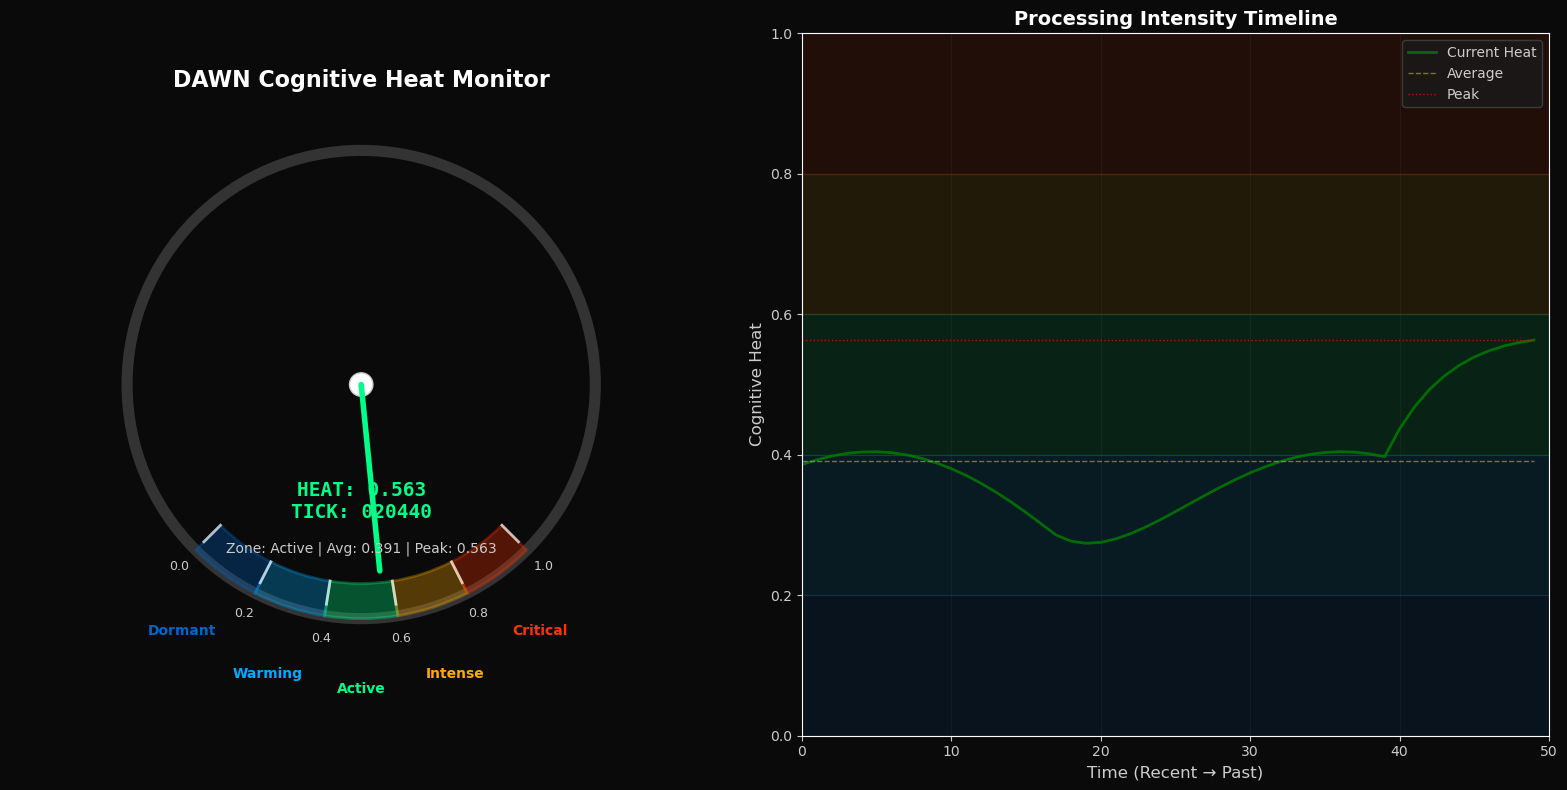 DAWN Cognitive Heat Monitor
HEAT: 0.563
TICK: 020440
Zone: Active | Avg: 0.391 | Peak: 0.563
0.0
0.2
0.4
0.6
0.8
1.0
Dormant
Warming
Active
Intense
Critical
Processing Intensity Timeline
Current Heat
Average
Peak
Cognitive Heat
1.0
0.8
0.6
0.4
0.2
0.0
0
10
20
30
40
50
Time (Recent → Past)